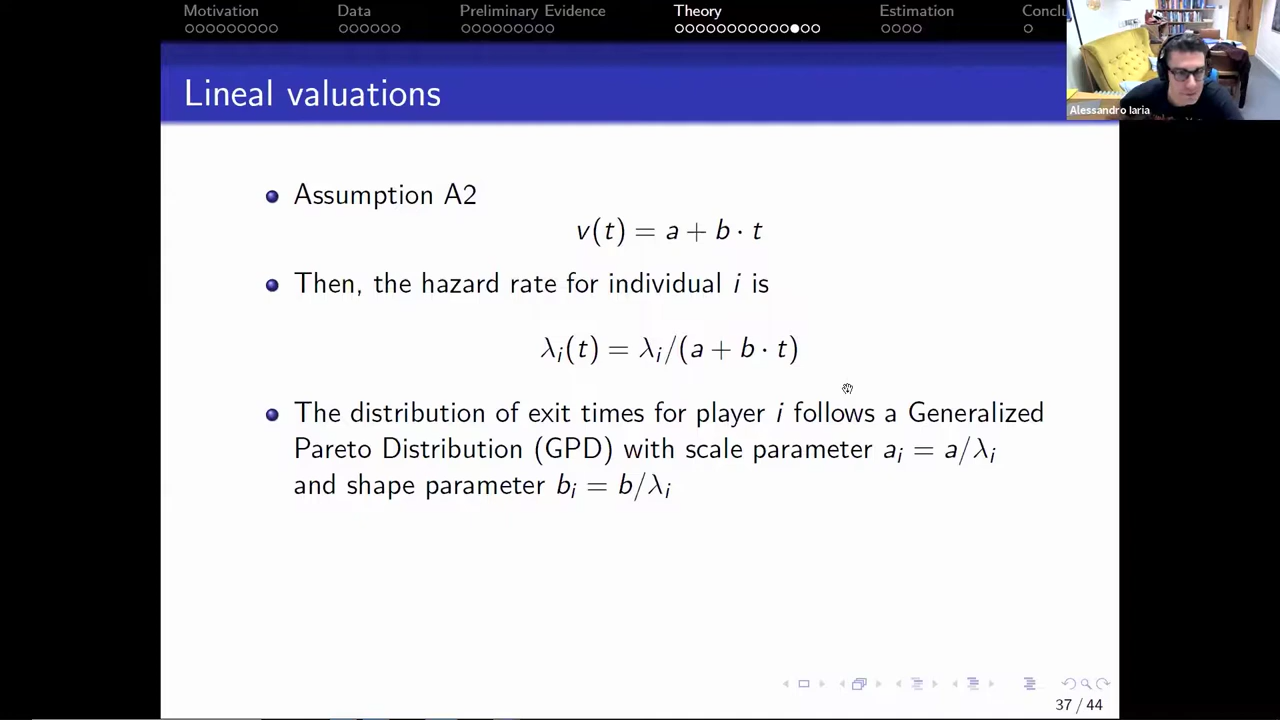 Motivation Data Preliminary Evidence Theory Estimation Conclu
Lineal valuations
Alessandro Iaria
Assumption A2
v(t) = a + b · t
Then, the hazard rate for individual i is
λi(t) = λi/(a + b · t)
The distribution of exit times for player i follows a Generalized
Pareto Distribution (GPD) with scale parameter ai = a/λi
and shape parameter bi = b/λi
37 / 44